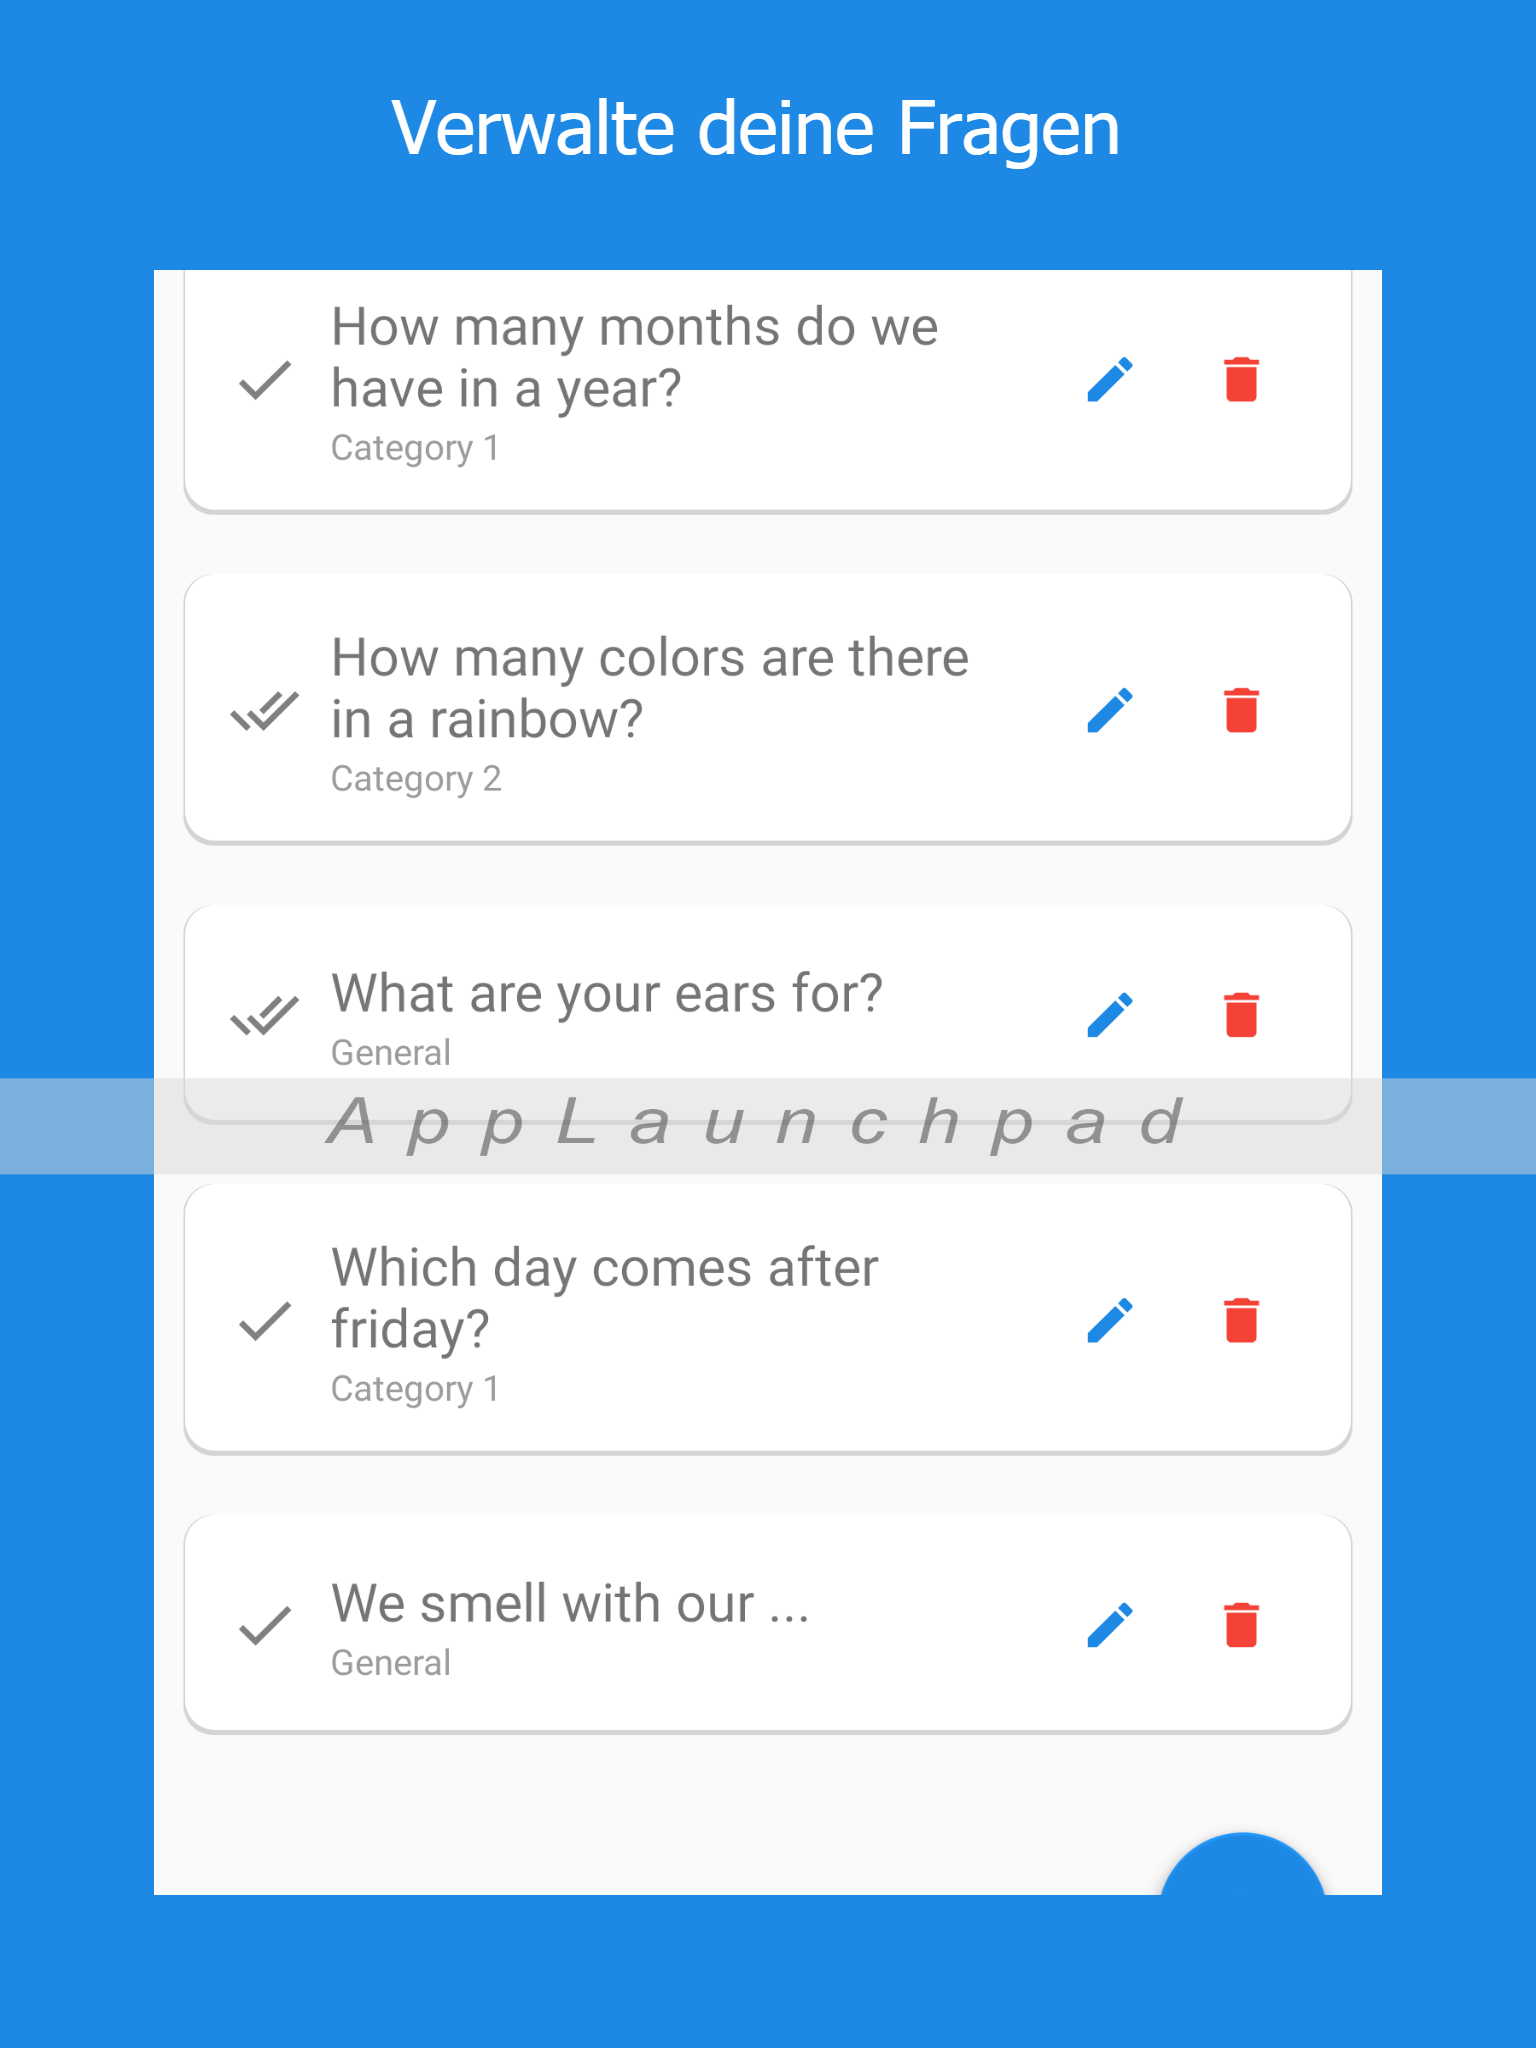 Verwalte deine Fragen
How many months do we
have in a year?
Category 1
How many colors are there
in a rainbow?
Category 2
What are your ears for?
General
AppLaunchpad
Which day comes after
friday?
Category 1
We smell with our ...
General